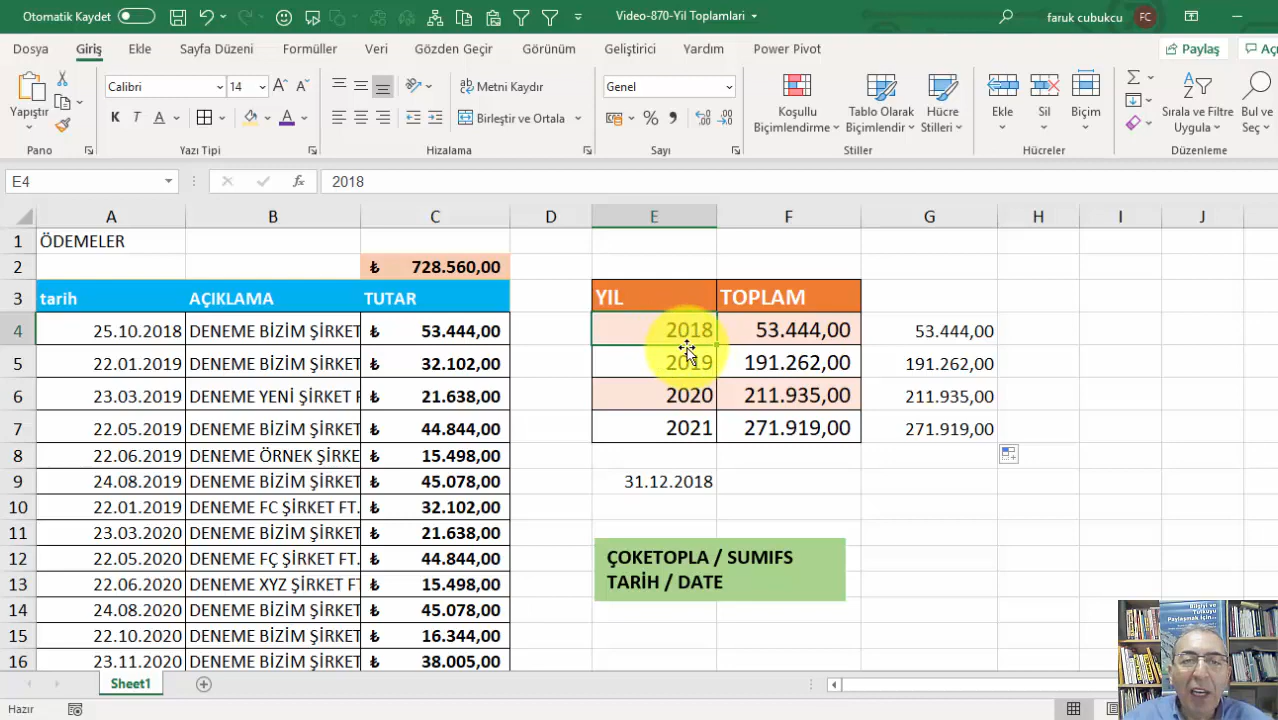 Otomatik Kaydet
Video-870-Yil Toplamlari
faruk cubukcu FC
Dosya Giriş Ekle Sayfa Düzeni Formüller Veri Gözden Geçir Görünüm Geliştirici Yardım Power Pivot Paylaş
Yapıştır
Calibri 14
K T A
Metni Kaydır
Birleştir ve Ortala
Genel
Koşullu Biçimlendirme
Tablo Olarak Biçimlendir
Hücre Stilleri
Ekle Sil Biçim
Sırala ve Filtre Uygula
Bul ve Seç
Pano Yazı Tipi Hizalama Sayı Stiller Hücreler Düzenleme
E4 fx 2018
A B C D E F G H I J
1 ÖDEMELER
2 ₺ 728.560,00
3 tarih AÇIKLAMA TUTAR YIL TOPLAM
4 25.10.2018 DENEME BİZİM ŞİRKET ₺ 53.444,00 2018 53.444,00 53.444,00
5 22.01.2019 DENEME BİZİM ŞİRKET ₺ 32.102,00 2019 191.262,00 191.262,00
6 23.03.2019 DENEME YENİ ŞİRKET F ₺ 21.638,00 2020 211.935,00 211.935,00
7 22.05.2019 DENEME BİZİM ŞİRKET ₺ 44.844,00 2021 271.919,00 271.919,00
8 22.06.2019 DENEME ÖRNEK ŞİRKE ₺ 15.498,00
9 24.08.2019 DENEME BİZİM ŞİRKET ₺ 45.078,00 31.12.2018
10 22.01.2019 DENEME FC ŞİRKET FT. ₺ 32.102,00
11 23.03.2020 DENEME BİZİM ŞİRKET ₺ 21.638,00
12 22.05.2020 DENEME FÇ ŞİRKET FT. ₺ 44.844,00
13 22.06.2020 DENEME XYZ ŞİRKET FT ₺ 15.498,00
14 24.08.2020 DENEME BİZİM ŞİRKET ₺ 45.078,00
15 22.10.2020 DENEME BİZİM ŞİRKET ₺ 16.344,00
16 23.11.2020 DENEME BİZİM ŞİRKET ₺ 38.005,00
ÇOKETOPLA / SUMIFS
TARİH / DATE
Bilgiyi ve
Tutkuyu
Paylaşmak
İçin...
Sheet1
Hazır